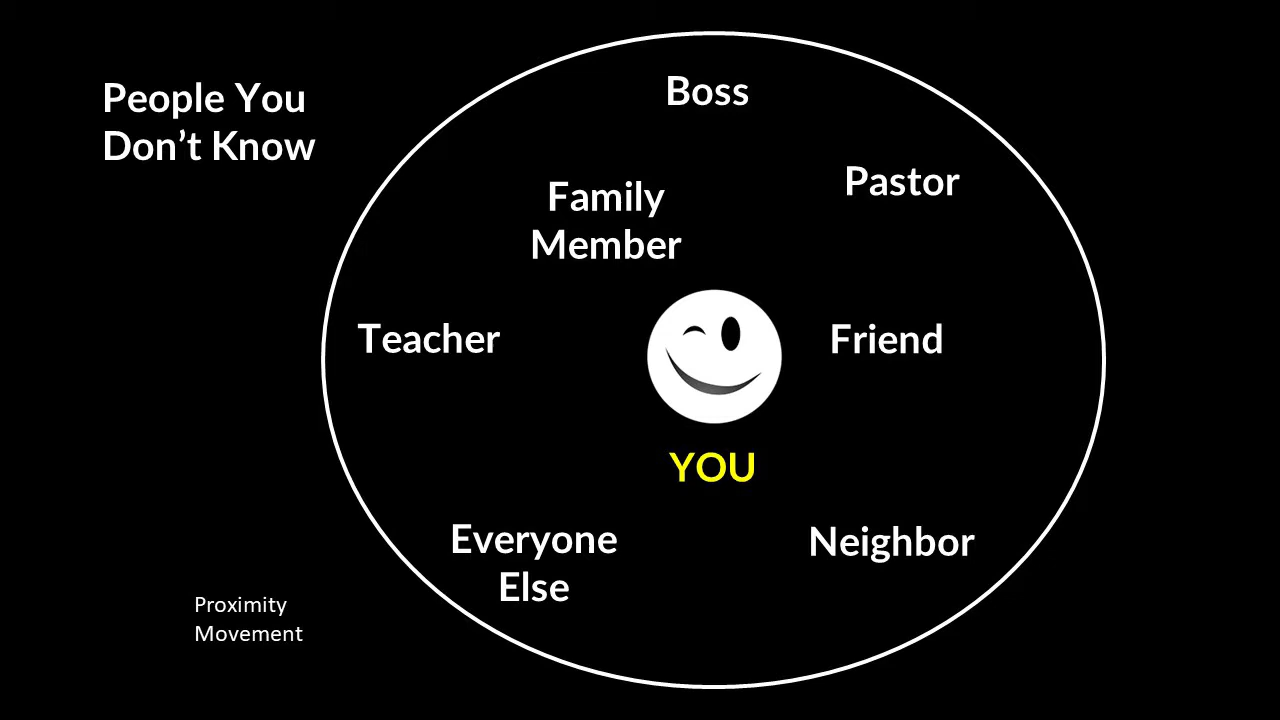 People You
Don’t Know
Boss
Pastor
Family
Member
Teacher
Friend
YOU
Everyone
Else
Neighbor
Proximity
Movement